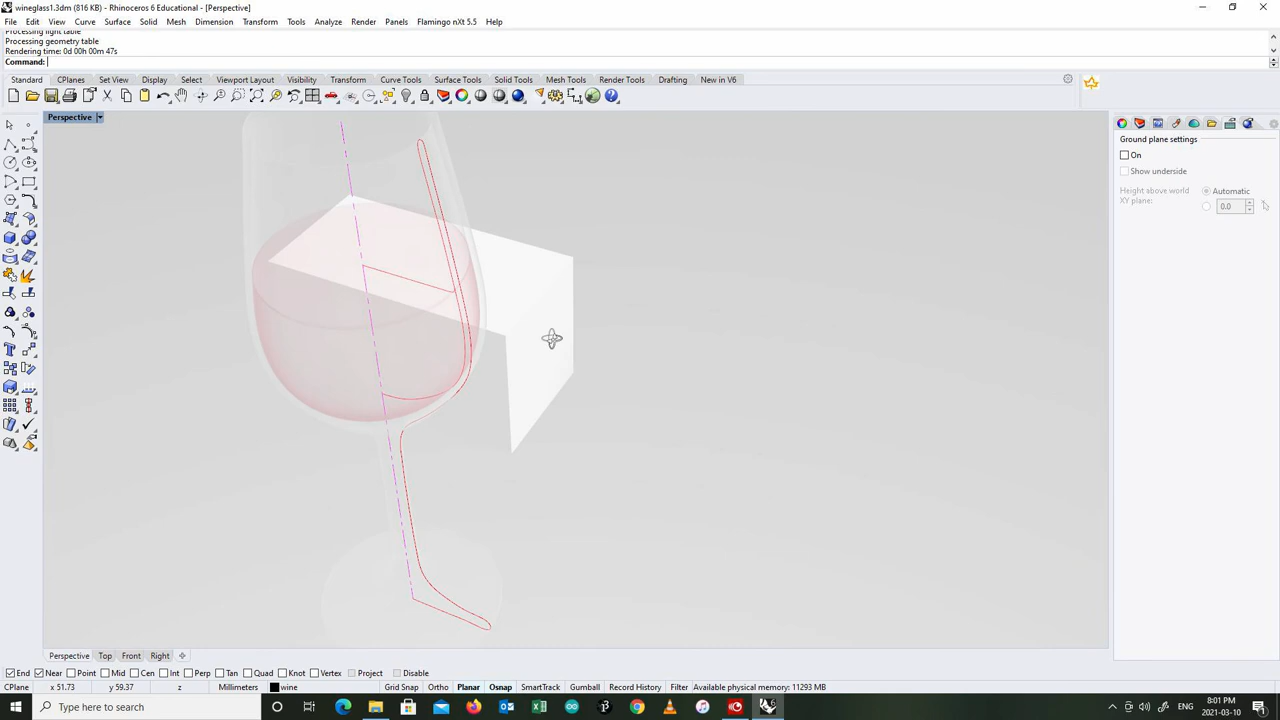 wineglass1.3dm (816 KB) - Rhinoceros 6 Educational - [Perspective]
File Edit View Curve Surface Solid Mesh Dimension Transform Tools Analyze Render Panels Flamingo nXt 5.5 Help
Processing light table
Processing geometry table
Rendering time: 0d 00h 00m 47s
Command:
Standard CPlanes Set View Display Select Viewport Layout Visibility Transform Curve Tools Surface Tools Solid Tools Mesh Tools Render Tools Drafting New in V6
Perspective
Ground plane settings
On
Show underside
Height above world XY plane:
Automatic
0.0
Perspective Top Front Right
End Near Point Mid Cen Int Perp Tan Quad Knot Vertex Project Disable
CPlane x 51.73 y 59.37 z Millimeters wine Grid Snap Ortho Planar Osnap SmartTrack Gumball Record History Filter Available physical memory: 11293 MB
Type here to search
ENG
8:01 PM
2021-03-10